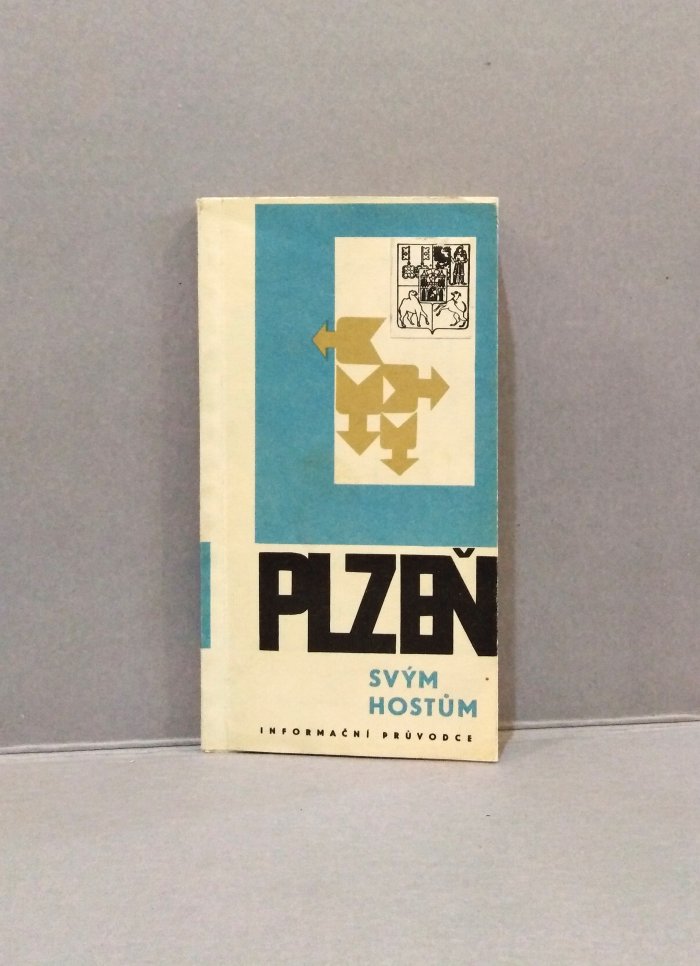 PLZEŇ
SVÝM
HOSTŮM
INFORMAČNÍ PRŮVODCE